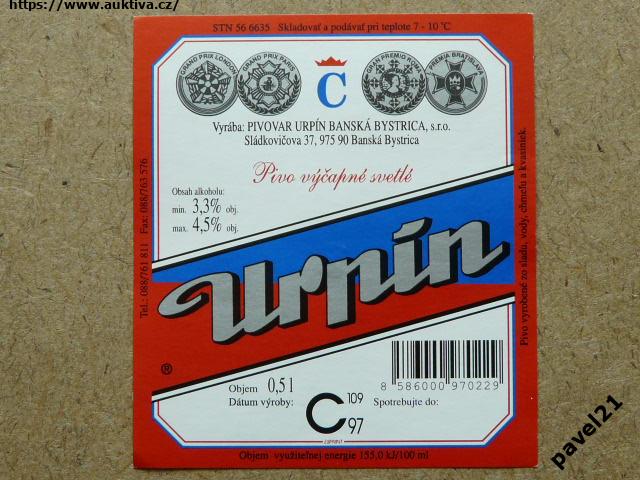 https://www.auktiva.cz/
STN 56 6635 Skladovať a podávať pri teplote 7 - 10 °C
GRAND PRIX LONDON
GRAND PRIX PARIS
C
GRAN PREMIO ROMA
PREMIA BRATISLAVA
Vyrába: PIVOVAR URPÍN BANSKÁ BYSTRICA, s.r.o.
Sládkovičova 37, 975 90 Banská Bystrica
Pivo výčapné svetlé
Obsah alkoholu:
min. 3,3% obj.
max. 4,5% obj.
Tel.: 088/761 811 Fax: 088/763 576
Urpín
®
Pivo vyrobené zo sladu, vody, chmeľu a kvasiniek.
Objem 0,5 l
8 586000 970229
Dátum výroby:
C 109
97
Spotrebujte do:
Objem využiteľnej energie 155,0 kJ/100 ml
pavel21